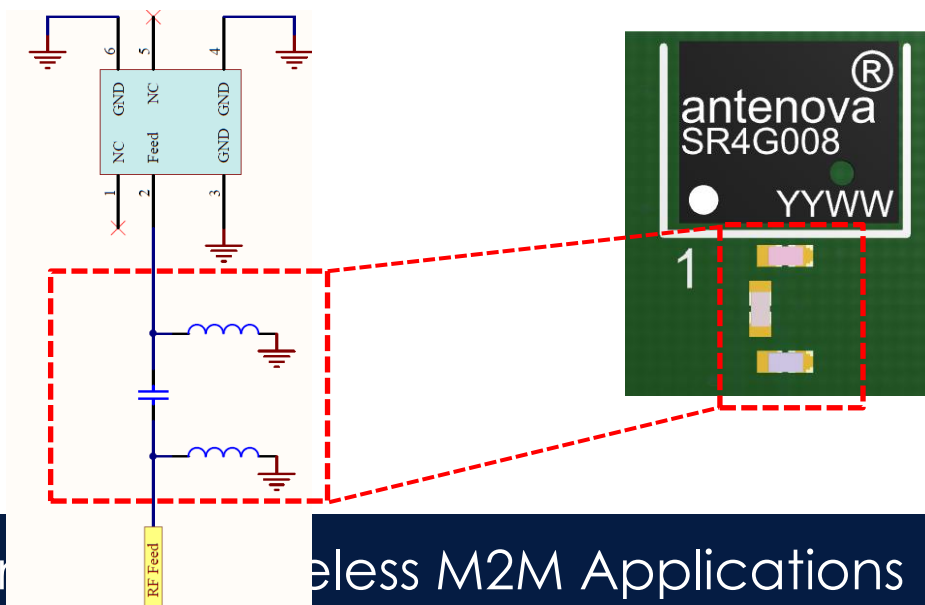 6
5
4
GND
NC
GND
NC
Feed
GND
1
2
3
RF Feed
®
antenova
SR4G008
YYWW
1
eless M2M Applications